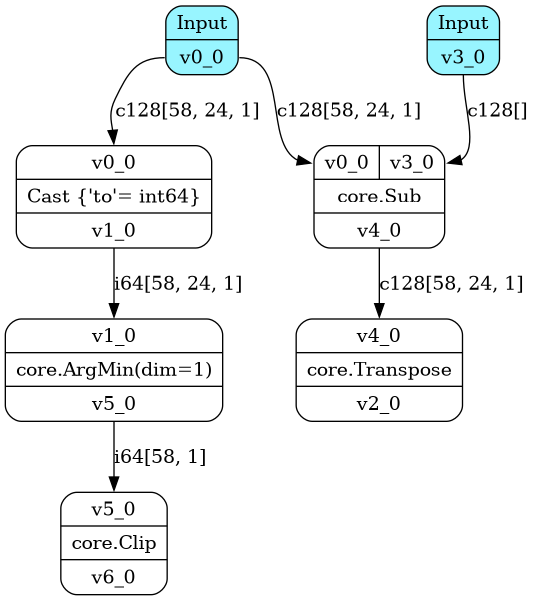 Input
v0_0
Input
v3_0
c128[58, 24, 1]
c128[58, 24, 1]
c128[]
v0_0
Cast {'to'= int64}
v1_0
v0_0 v3_0
core.Sub
v4_0
i64[58, 24, 1]
c128[58, 24, 1]
v1_0
core.ArgMin(dim=1)
v5_0
v4_0
core.Transpose
v2_0
i64[58, 1]
v5_0
core.Clip
v6_0